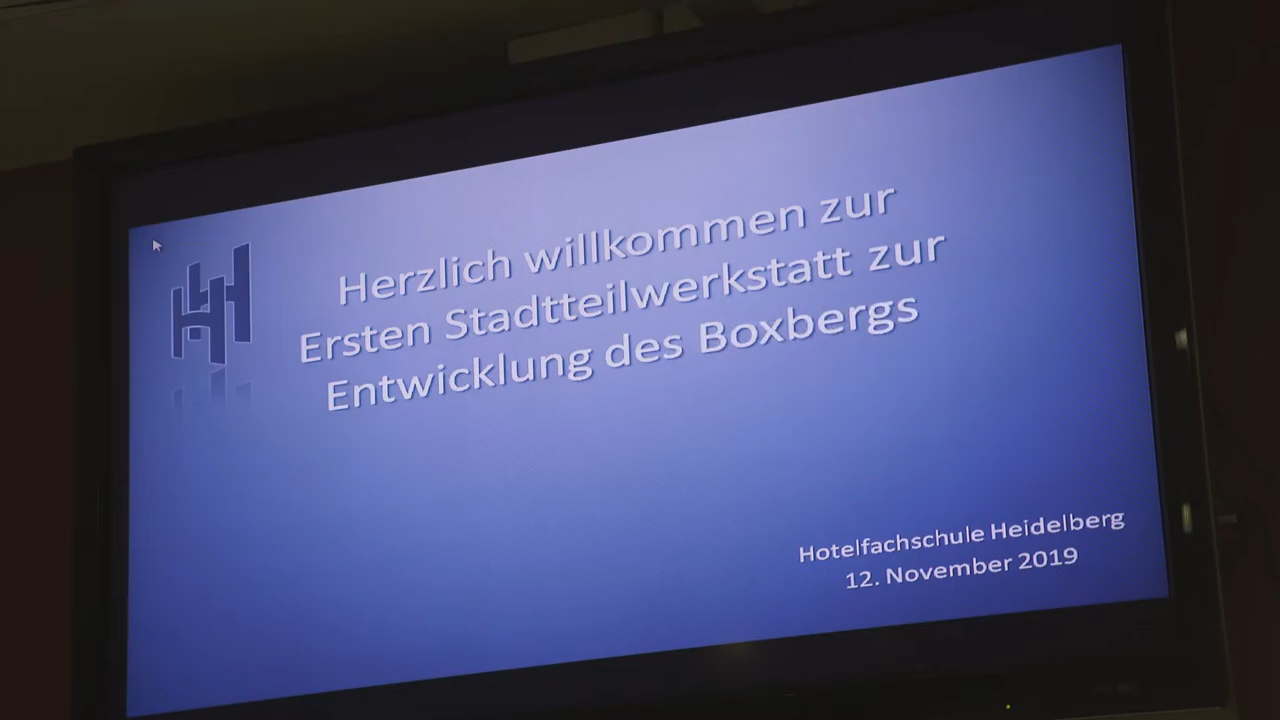 Herzlich willkommen zur
Ersten Stadtteilwerkstatt zur
Entwicklung des Boxbergs
Hotelfachschule Heidelberg
12. November 2019